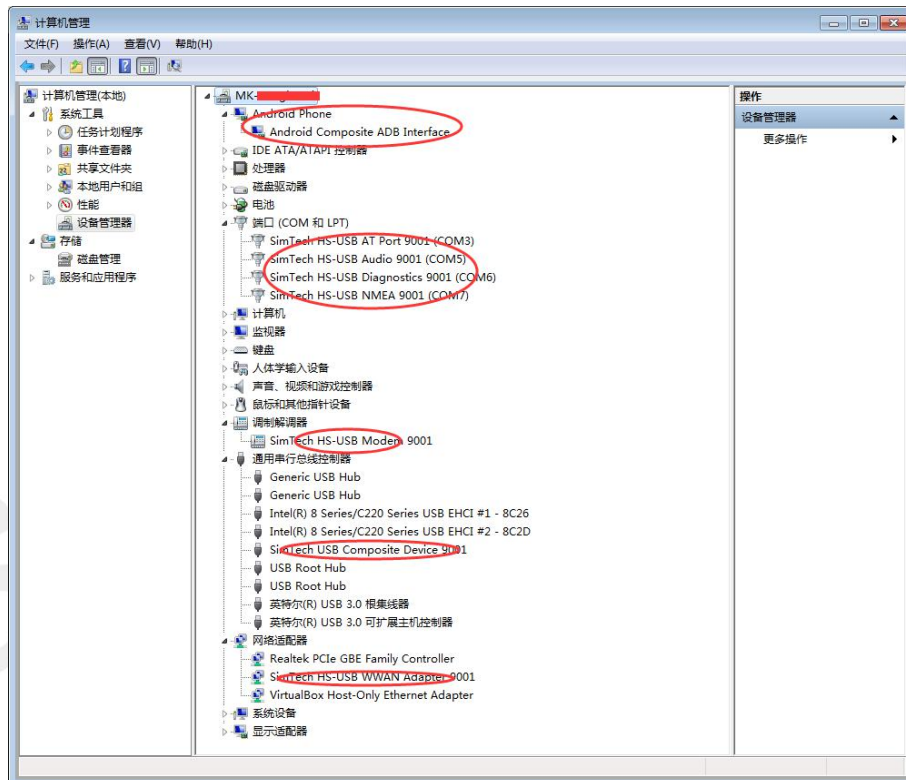 计算机管理
文件(F) 操作(A) 查看(V) 帮助(H)
计算机管理(本地)
系统工具
任务计划程序
事件查看器
共享文件夹
本地用户和组
性能
设备管理器
存储
磁盘管理
服务和应用程序
MK-
Android Phone
Android Composite ADB Interface
IDE ATA/ATAPI 控制器
处理器
磁盘驱动器
电池
端口 (COM 和 LPT)
SimTech HS-USB AT Port 9001 (COM3)
SimTech HS-USB Audio 9001 (COM5)
SimTech HS-USB Diagnostics 9001 (COM6)
SimTech HS-USB NMEA 9001 (COM7)
计算机
监视器
键盘
人体学输入设备
声音、视频和游戏控制器
鼠标和其他指针设备
调制解调器
SimTech HS-USB Modem 9001
通用串行总线控制器
Generic USB Hub
Generic USB Hub
Intel(R) 8 Series/C220 Series USB EHCI #1 - 8C26
Intel(R) 8 Series/C220 Series USB EHCI #2 - 8C2D
SimTech USB Composite Device 9001
USB Root Hub
USB Root Hub
英特尔(R) USB 3.0 根集线器
英特尔(R) USB 3.0 可扩展主机控制器
网络适配器
Realtek PCIe GBE Family Controller
SimTech HS-USB WWAN Adapter 9001
VirtualBox Host-Only Ethernet Adapter
系统设备
显示适配器
操作
设备管理器
更多操作